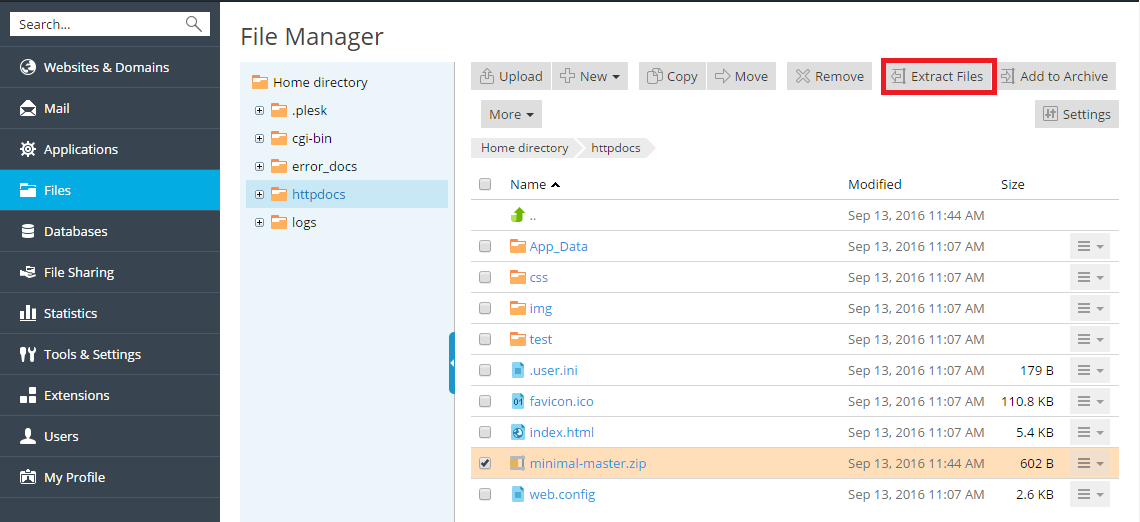 Search...
Websites & Domains
Mail
Applications
Files
Databases
File Sharing
Statistics
Tools & Settings
Extensions
Users
My Profile
File Manager
Home directory
.plesk
cgi-bin
error_docs
httpdocs
logs
Upload New Copy Move Remove Extract Files Add to Archive
More Settings
Home directory httpdocs
Name Modified Size
.. Sep 13, 2016 11:44 AM
App_Data Sep 13, 2016 11:07 AM
css Sep 13, 2016 11:07 AM
img Sep 13, 2016 11:07 AM
test Sep 13, 2016 11:07 AM
.user.ini Sep 13, 2016 11:07 AM 179 B
favicon.ico Sep 13, 2016 11:07 AM 110.8 KB
index.html Sep 13, 2016 11:07 AM 5.4 KB
minimal-master.zip Sep 13, 2016 11:44 AM 602 B
web.config Sep 13, 2016 11:07 AM 2.6 KB